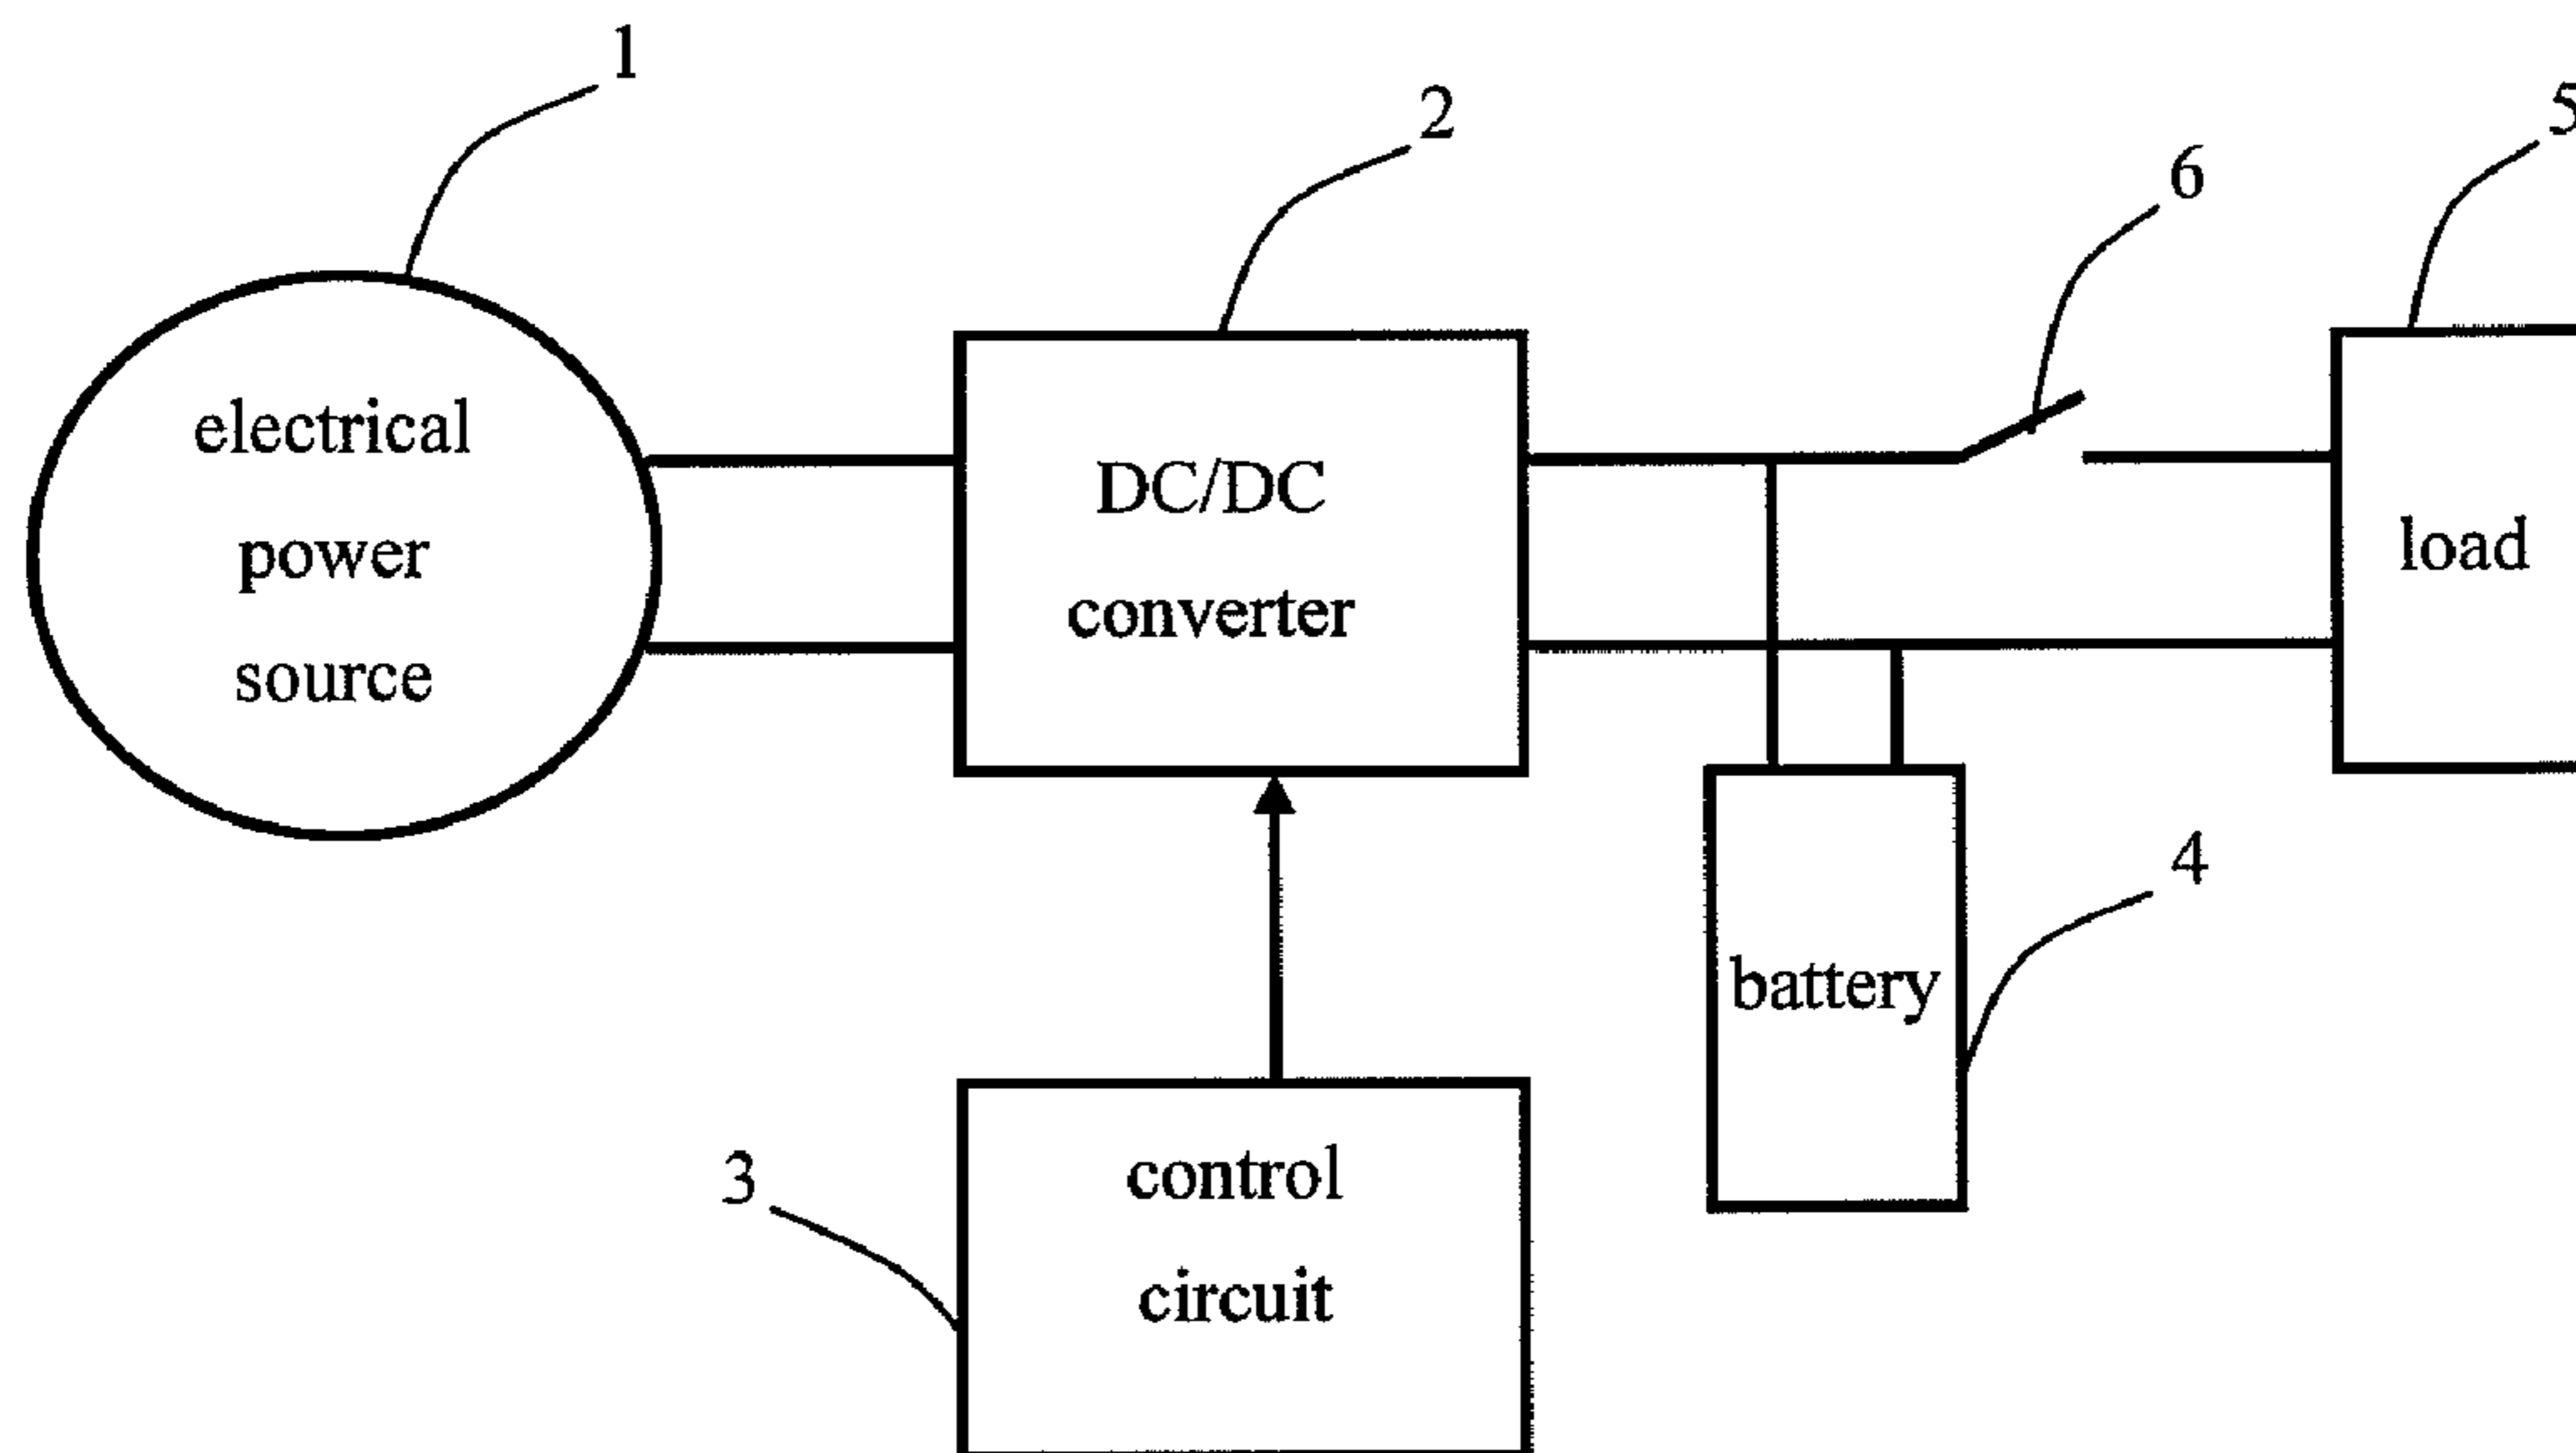 1
2
6
5
electrical
power
source
DC/DC
converter
load
4
battery
3
control
circuit